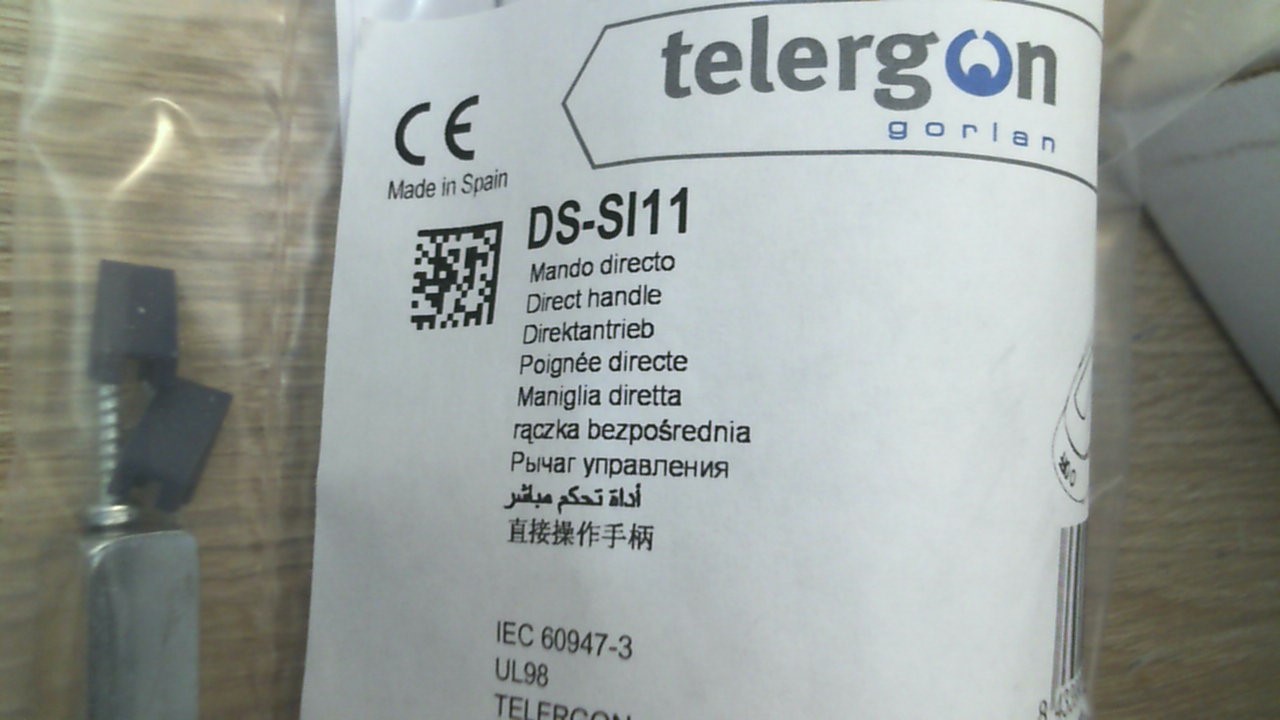 telergon
gorlan
CE
Made in Spain
DS-SI11
Mando directo
Direct handle
Direktantrieb
Poignée directe
Maniglia diretta
rączka bezpośrednia
Рычаг управления
أداة تحكم مباشر
直接操作手柄
IEC 60947-3
UL98
TELERGON